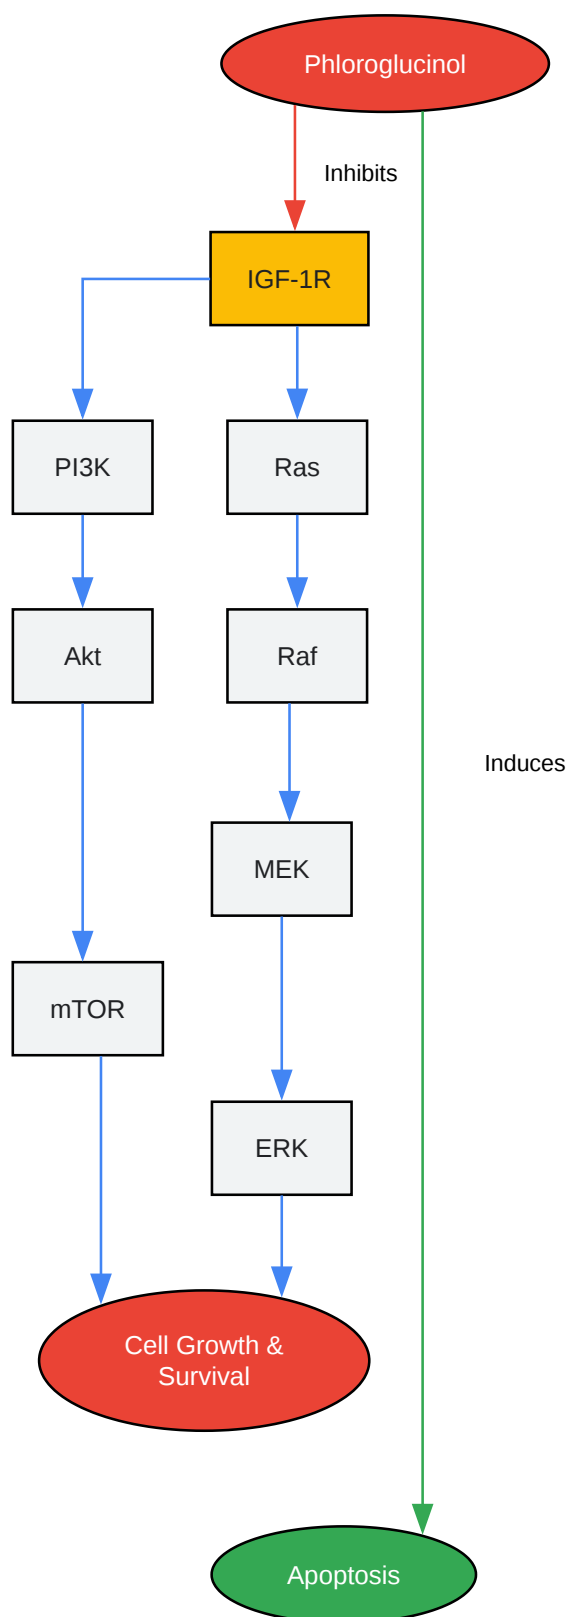 Phloroglucinol
Inhibits
IGF-1R
PI3K
Ras
Akt
Raf
Induces
MEK
mTOR
ERK
Cell Growth &
Survival
Apoptosis